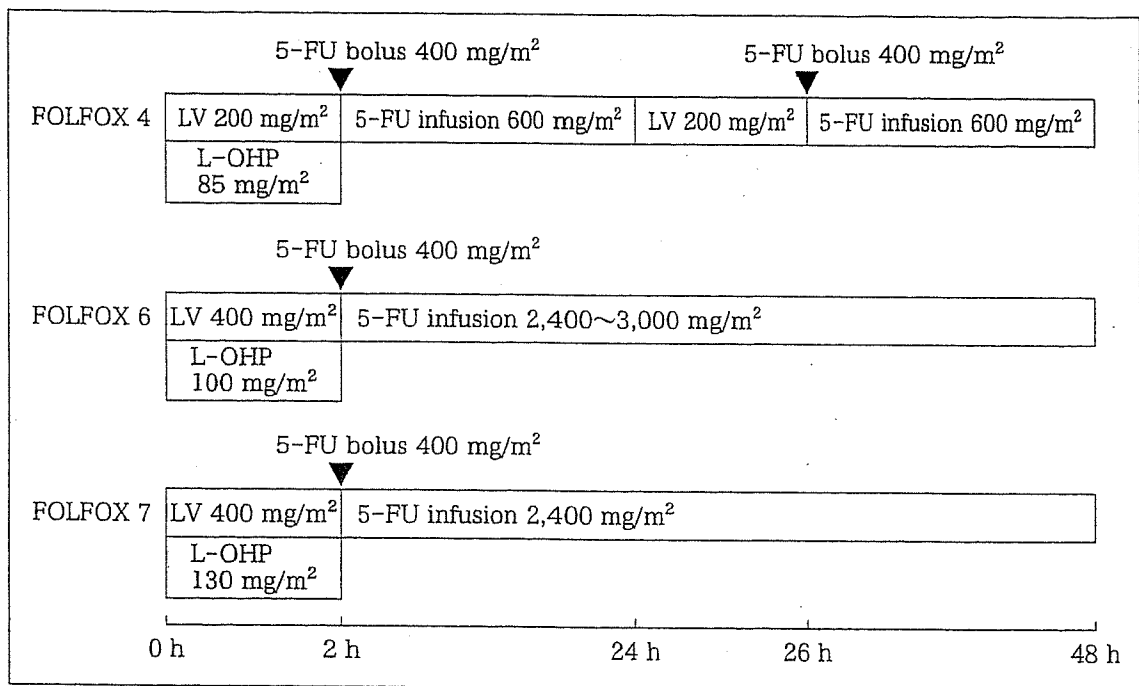 5-FU bolus 400 mg/m² 5-FU bolus 400 mg/m²
FOLFOX 4 LV 200 mg/m² 5-FU infusion 600 mg/m² LV 200 mg/m² 5-FU infusion 600 mg/m²
L-OHP
85 mg/m²
5-FU bolus 400 mg/m²
FOLFOX 6 LV 400 mg/m² 5-FU infusion 2,400~3,000 mg/m²
L-OHP
100 mg/m²
5-FU bolus 400 mg/m²
FOLFOX 7 LV 400 mg/m² 5-FU infusion 2,400 mg/m²
L-OHP
130 mg/m²
0 h 2 h 24 h 26 h 48 h